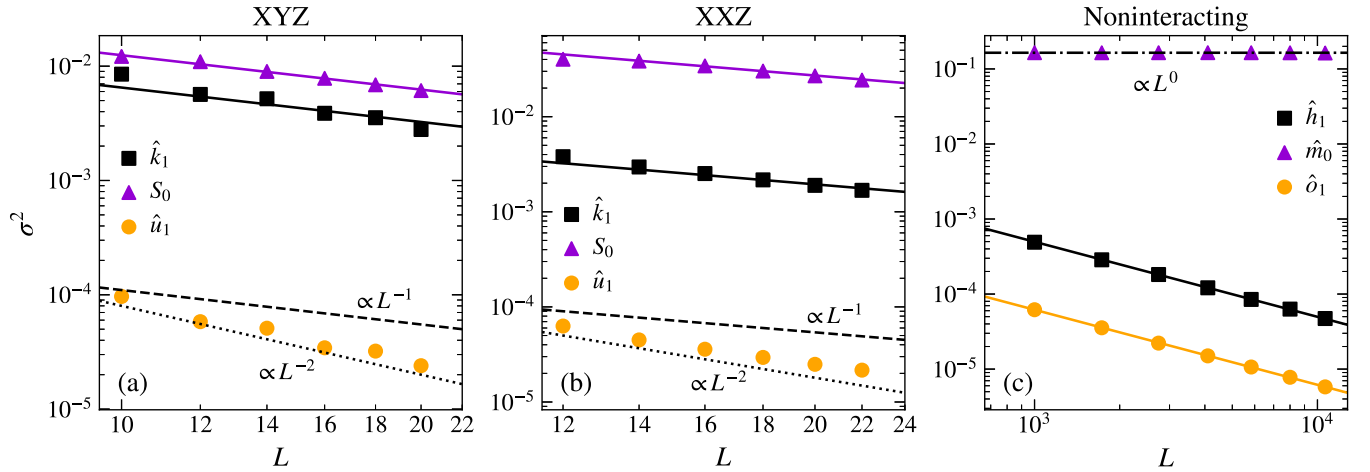 XYZ
σ²
10⁻²
10⁻³
10⁻⁴
10⁻⁵
k̂₁
S₀
û₁
∝L⁻¹
∝L⁻²
(a)
10 12 14 16 18 20 22
L
XXZ
10⁻²
10⁻³
10⁻⁴
10⁻⁵
k̂₁
S₀
û₁
∝L⁻¹
∝L⁻²
(b)
12 14 16 18 20 22 24
L
Noninteracting
10⁻¹
10⁻²
10⁻³
10⁻⁴
10⁻⁵
∝L⁰
ĥ₁
m̂₀
ô₁
(c)
10³ 10⁴
L